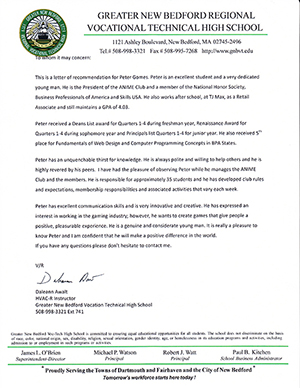 GREATER NEW BEDFORD REGIONAL
VOCATIONAL TECHNICAL HIGH SCHOOL
1121 Ashley Boulevard, New Bedford, MA 02745-2496
Tel # 508-998-3321 Fax # 508-995-7268 http://www.gnbvt.edu
To whom it may concern:
This is a letter of recommendation for Peter Gomes. Peter is an excellent student and a very dedicated
young man. He is the President of the ANIME Club and a member of the National Honor Society,
Business Professionals of America and Skills USA. He also works after school, at TJ Max, as a Retail
Associate and still maintains a GPA of 4.03.
Peter received a Deans List award for Quarters 1-4 during freshman year, Renaissance Award for
Quarters 1-4 during sophomore year and Principals list Quarters 1-4 for junior year. He also received 5th
place for Fundamentals of Web Design and Computer Programming Concepts in BPA States.
Peter has an unquenchable thirst for knowledge. He is always polite and willing to help others and he is
highly revered by his peers. I have had the pleasure of observing Peter while he manages the ANIME
Club and the members. He is responsible for approximately 35 students and he has developed club rules
and expectations, membership responsibilities and associated activities that vary each week.
Peter has excellent communication skills and is very innovative and creative. He has expressed an
interest in working in the gaming industry; however, he wants to create games that give people a
positive, pleasurable experience. He is a genuine and considerate young man. It is really a pleasure to
know Peter and I am confident that he will make a positive difference in the world.
If you have any questions please don't hesitate to contact me.
V/R
Daleann Await
HVAC-R Instructor
Greater New Bedford Vocation Technical High School
508-998-3321 Ext 741
Greater New Bedford Voc-Tech High School is committed to ensuring equal educational opportunities for all students. The school does not discriminate on the
basis of race, color, national origin, sex, disability, religion, sexual orientation, gender identity, age, or homelessness in its education programs and activities, including
admission to or employment in such programs or activities.
James L. O'Brien Michael P. Watson Robert J. Watt Paul B. Kitchen
Superintendent-Director Principal Principal School Business Administrator
Proudly Serving the Towns of Dartmouth and Fairhaven and the City of New Bedford
Tomorrow's workforce starts here today!